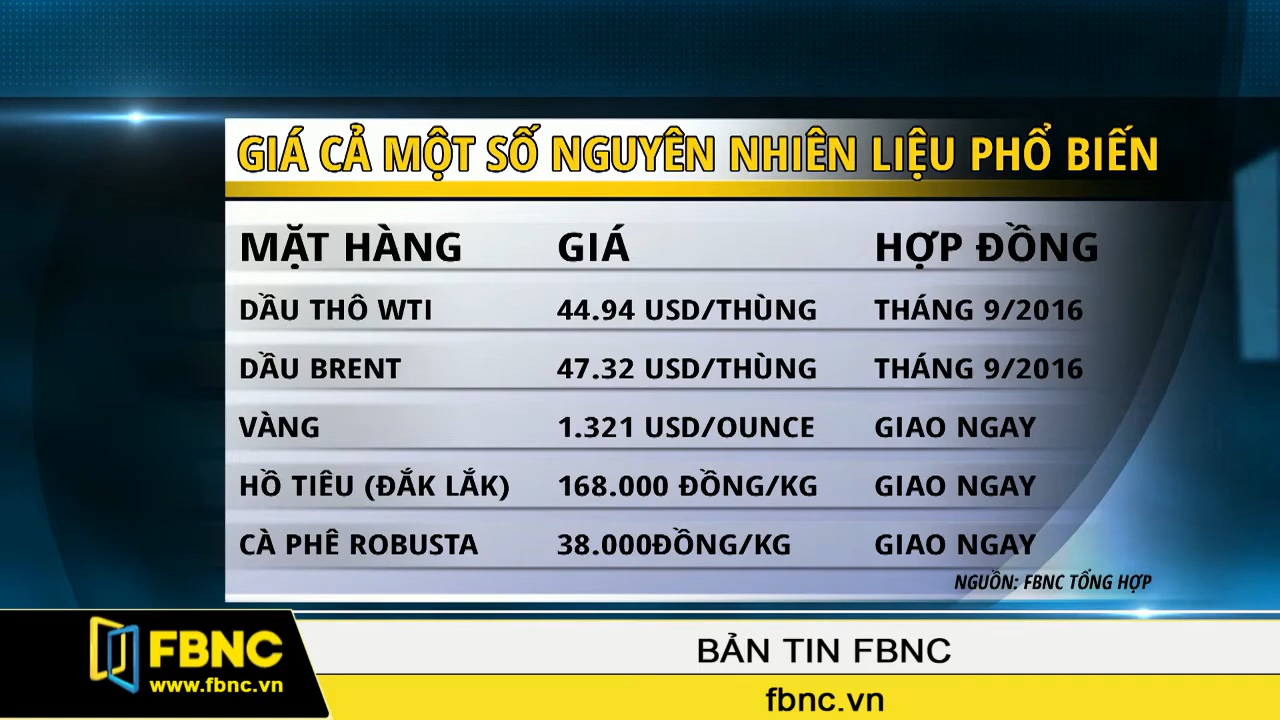 GIÁ CẢ MỘT SỐ NGUYÊN NHIÊN LIỆU PHỔ BIẾN
MẶT HÀNG GIÁ HỢP ĐỒNG
DẦU THÔ WTI 44.94 USD/THÙNG THÁNG 9/2016
DẦU BRENT 47.32 USD/THÙNG THÁNG 9/2016
VÀNG 1.321 USD/OUNCE GIAO NGAY
HỒ TIÊU (ĐẮK LẮK) 168.000 ĐỒNG/KG GIAO NGAY
CÀ PHÊ ROBUSTA 38.000ĐỒNG/KG GIAO NGAY
NGUỒN: FBNC TỔNG HỢP
FBNC
www.fbnc.vn
BẢN TIN FBNC
fbnc.vn